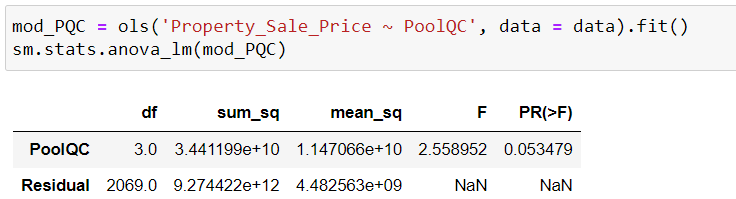 mod_PQC = ols('Property_Sale_Price ~ PoolQC', data = data).fit()
sm.stats.anova_lm(mod_PQC)
df sum_sq mean_sq F PR(>F)
PoolQC 3.0 3.441199e+10 1.147066e+10 2.558952 0.053479
Residual 2069.0 9.274422e+12 4.482563e+09 NaN NaN